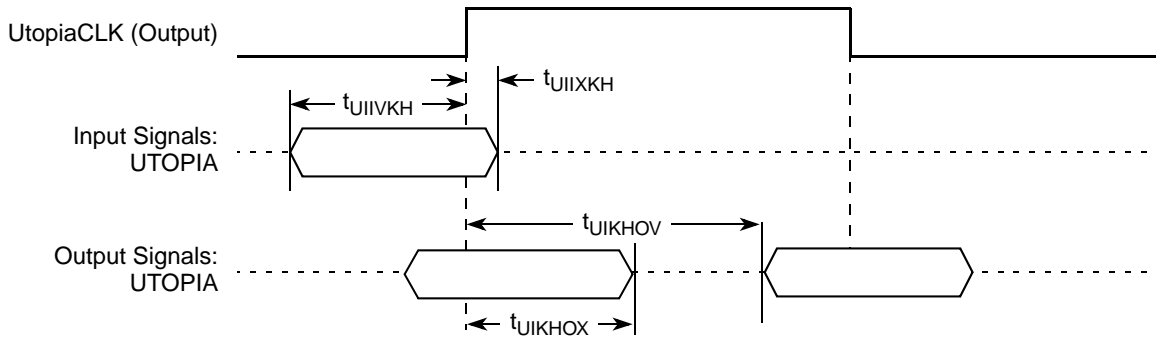 UtopiaCLK (Output)
tUIIXKH
tUIIVKH
Input Signals:
UTOPIA
tUIKHOV
Output Signals:
UTOPIA
tUIKHOX